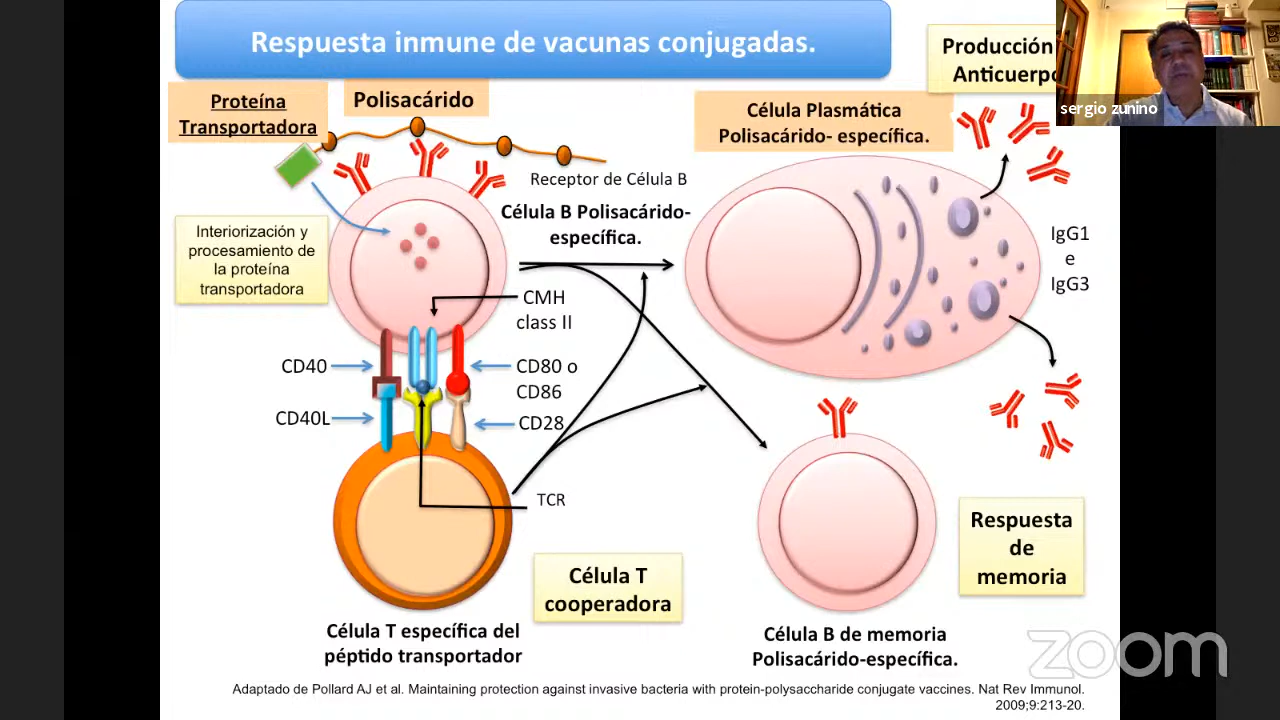 Respuesta inmune de vacunas conjugadas.
Producción
Anticuerpo
sergio zunino
Proteína
Transportadora
Polisacárido
Célula Plasmática
Polisacárido- específica.
Receptor de Célula B
Célula B Polisacárido-
específica.
Interiorización y
procesamiento de
la proteína
transportadora
IgG1
e
IgG3
CMH
class II
CD40
CD80 o
CD86
CD40L
CD28
TCR
Célula T
cooperadora
Respuesta
de
memoria
Célula T específica del
péptido transportador
Célula B de memoria
Polisacárido-específica.
zoom
Adaptado de Pollard AJ et al. Maintaining protection against invasive bacteria with protein-polysaccharide conjugate vaccines. Nat Rev Immunol.
2009;9:213-20.